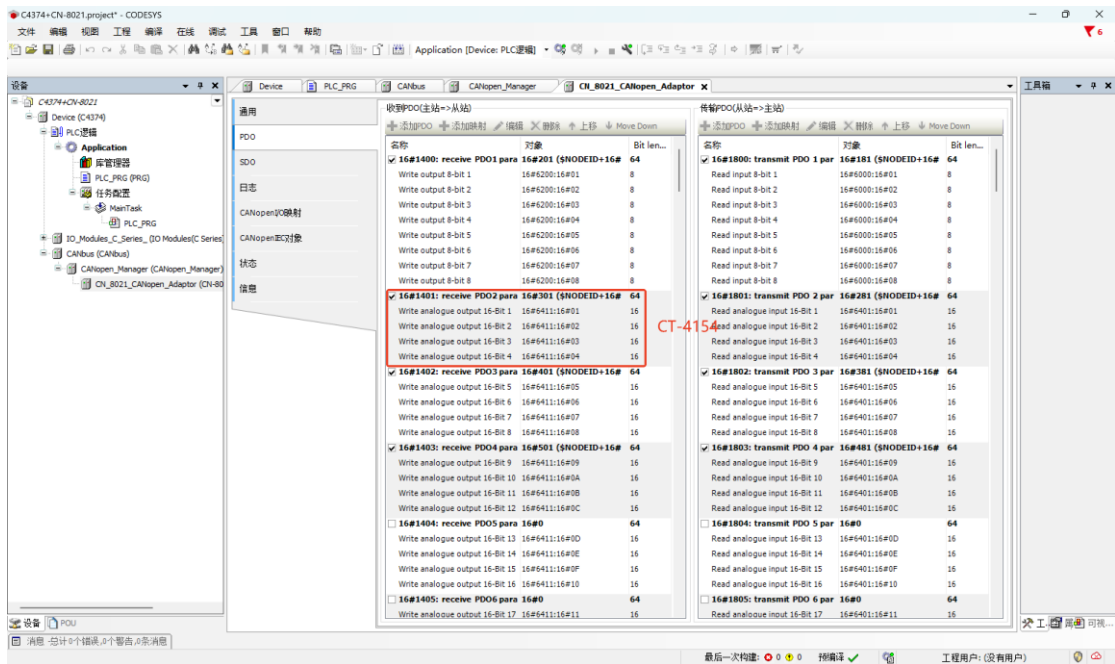 C4374+CN-8021.project* - CODESYS
文件 编辑 视图 工程 编译 在线 调试 工具 窗口 帮助
6
Application [Device: PLC逻辑]
设备
C4374+CN-8021
Device (C4374)
PLC逻辑
Application
库管理器
PLC_PRG (PRG)
任务配置
MainTask
PLC_PRG
IO_Modules_C_Series_ (IO Modules(C Series
CANbus (CANbus)
CANopen_Manager (CANopen_Manager)
CN_8021_CANopen_Adaptor (CN-80
设备 POU
Device PLC_PRG CANbus CANopen_Manager CN_8021_CANopen_Adaptor
通用
PDO
SDO
日志
CANopenI/O映射
CANopenIEC对象
状态
信息
收到PDO(主站=>从站)
添加PDO 添加映射 编辑 删除 上移 Move Down
名称 对象 Bit len...
16#1400: receive PDO1 par 16#201 ($NODEID+16# 64
Write output 8-bit 1 16#6200:16#01 8
Write output 8-bit 2 16#6200:16#02 8
Write output 8-bit 3 16#6200:16#03 8
Write output 8-bit 4 16#6200:16#04 8
Write output 8-bit 5 16#6200:16#05 8
Write output 8-bit 6 16#6200:16#06 8
Write output 8-bit 7 16#6200:16#07 8
Write output 8-bit 8 16#6200:16#08 8
16#1401: receive PDO2 para 16#301 ($NODEID+16# 64
Write analogue output 16-Bit 1 16#6411:16#01 16
Write analogue output 16-Bit 2 16#6411:16#02 16
Write analogue output 16-Bit 3 16#6411:16#03 16
Write analogue output 16-Bit 4 16#6411:16#04 16
16#1402: receive PDO3 para 16#401 ($NODEID+16# 64
Write analogue output 16-Bit 5 16#6411:16#05 16
Write analogue output 16-Bit 6 16#6411:16#06 16
Write analogue output 16-Bit 7 16#6411:16#07 16
Write analogue output 16-Bit 8 16#6411:16#08 16
16#1403: receive PDO4 para 16#501 ($NODEID+16# 64
Write analogue output 16-Bit 9 16#6411:16#09 16
Write analogue output 16-Bit 10 16#6411:16#0A 16
Write analogue output 16-Bit 11 16#6411:16#0B 16
Write analogue output 16-Bit 12 16#6411:16#0C 16
16#1404: receive PDO5 para 16#0 64
Write analogue output 16-Bit 13 16#6411:16#0D 16
Write analogue output 16-Bit 14 16#6411:16#0E 16
Write analogue output 16-Bit 15 16#6411:16#0F 16
Write analogue output 16-Bit 16 16#6411:16#10 16
16#1405: receive PDO6 para 16#0 64
Write analogue output 16-Bit 17 16#6411:16#11 16
CT-4154
传输PDO(从站=>主站)
添加PDO 添加映射 编辑 删除 上移 Move Down
名称 对象 Bit len...
16#1800: transmit PDO 1 par 16#181 ($NODEID+16# 64
Read input 8-bit 1 16#6000:16#01 8
Read input 8-bit 2 16#6000:16#02 8
Read input 8-bit 3 16#6000:16#03 8
Read input 8-bit 4 16#6000:16#04 8
Read input 8-bit 5 16#6000:16#05 8
Read input 8-bit 6 16#6000:16#06 8
Read input 8-bit 7 16#6000:16#07 8
Read input 8-bit 8 16#6000:16#08 8
16#1801: transmit PDO 2 par 16#281 ($NODEID+16# 64
Read analogue input 16-Bit 1 16#6401:16#01 16
Read analogue input 16-Bit 2 16#6401:16#02 16
Read analogue input 16-Bit 3 16#6401:16#03 16
Read analogue input 16-Bit 4 16#6401:16#04 16
16#1802: transmit PDO 3 par 16#381 ($NODEID+16# 64
Read analogue input 16-Bit 5 16#6401:16#05 16
Read analogue input 16-Bit 6 16#6401:16#06 16
Read analogue input 16-Bit 7 16#6401:16#07 16
Read analogue input 16-Bit 8 16#6401:16#08 16
16#1803: transmit PDO 4 par 16#481 ($NODEID+16# 64
Read analogue input 16-Bit 9 16#6401:16#09 16
Read analogue input 16-Bit 10 16#6401:16#0A 16
Read analogue input 16-Bit 11 16#6401:16#0B 16
Read analogue input 16-Bit 12 16#6401:16#0C 16
16#1804: transmit PDO 5 par 16#0 64
Read analogue input 16-Bit 13 16#6401:16#0D 16
Read analogue input 16-Bit 14 16#6401:16#0E 16
Read analogue input 16-Bit 15 16#6401:16#0F 16
Read analogue input 16-Bit 16 16#6401:16#10 16
16#1805: transmit PDO 6 par 16#0 64
Read analogue input 16-Bit 17 16#6401:16#11 16
工具箱
工.. 属 可视...
消息 -总计0个错误,0个警告,0条消息
最后一次构建: 0 0 预编译 工程用户: (没有用户)